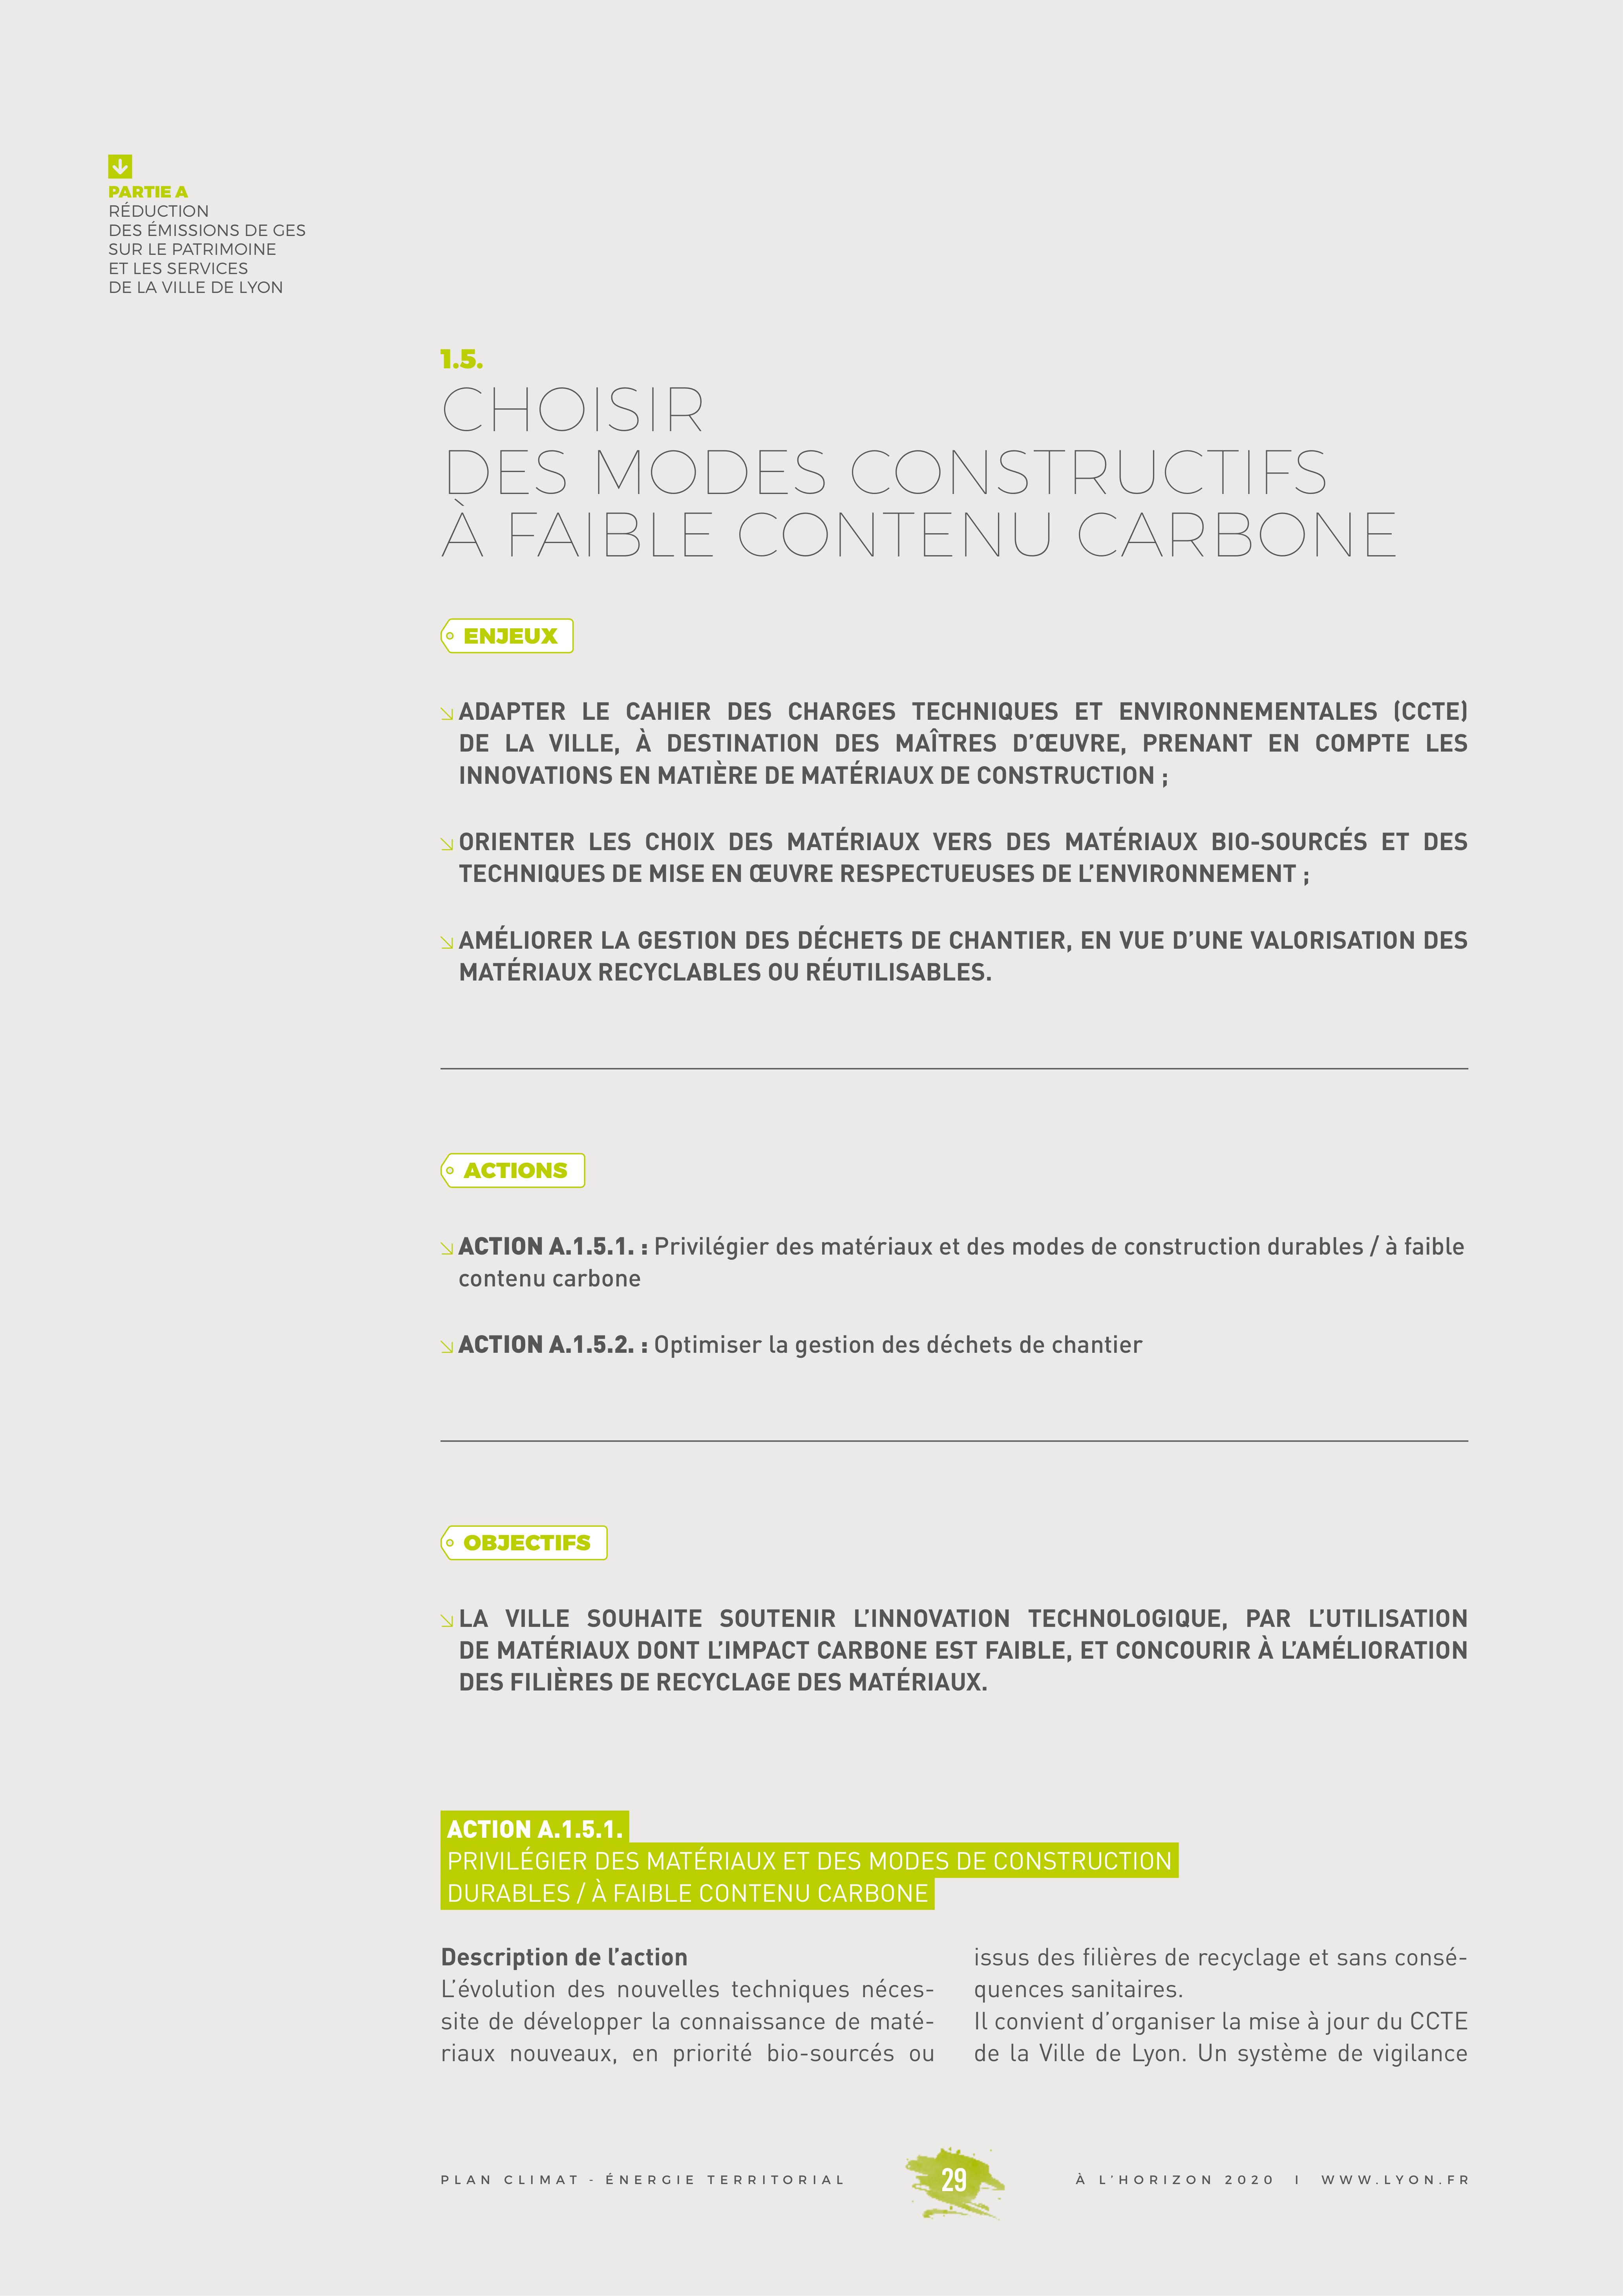 PARTIE A
RÉDUCTION
DES ÉMISSIONS DE GES
SUR LE PATRIMOINE
ET LES SERVICES
DE LA VILLE DE LYON
1.5.
CHOISIR
DES MODES CONSTRUCTIFS
À FAIBLE CONTENU CARBONE
ENJEUX
ADAPTER LE CAHIER DES CHARGES TECHNIQUES ET ENVIRONNEMENTALES (CCTE)
DE LA VILLE, À DESTINATION DES MAÎTRES D’ŒUVRE, PRENANT EN COMPTE LES
INNOVATIONS EN MATIÈRE DE MATÉRIAUX DE CONSTRUCTION ;
ORIENTER LES CHOIX DES MATÉRIAUX VERS DES MATÉRIAUX BIO-SOURCÉS ET DES
TECHNIQUES DE MISE EN ŒUVRE RESPECTUEUSES DE L’ENVIRONNEMENT ;
AMÉLIORER LA GESTION DES DÉCHETS DE CHANTIER, EN VUE D’UNE VALORISATION DES
MATÉRIAUX RECYCLABLES OU RÉUTILISABLES.
ACTIONS
ACTION A.1.5.1. : Privilégier des matériaux et des modes de construction durables / à faible
contenu carbone
ACTION A.1.5.2. : Optimiser la gestion des déchets de chantier
OBJECTIFS
LA VILLE SOUHAITE SOUTENIR L’INNOVATION TECHNOLOGIQUE, PAR L’UTILISATION
DE MATÉRIAUX DONT L’IMPACT CARBONE EST FAIBLE, ET CONCOURIR À L’AMÉLIORATION
DES FILIÈRES DE RECYCLAGE DES MATÉRIAUX.
ACTION A.1.5.1.
PRIVILÉGIER DES MATÉRIAUX ET DES MODES DE CONSTRUCTION
DURABLES / À FAIBLE CONTENU CARBONE
Description de l’action
L’évolution des nouvelles techniques néces-
site de développer la connaissance de maté-
riaux nouveaux, en priorité bio-sourcés ou
issus des filières de recyclage et sans consé-
quences sanitaires.
Il convient d’organiser la mise à jour du CCTE
de la Ville de Lyon. Un système de vigilance
PLAN CLIMAT - ÉNERGIE TERRITORIAL
29
À L’HORIZON 2020 I WWW.LYON.FR